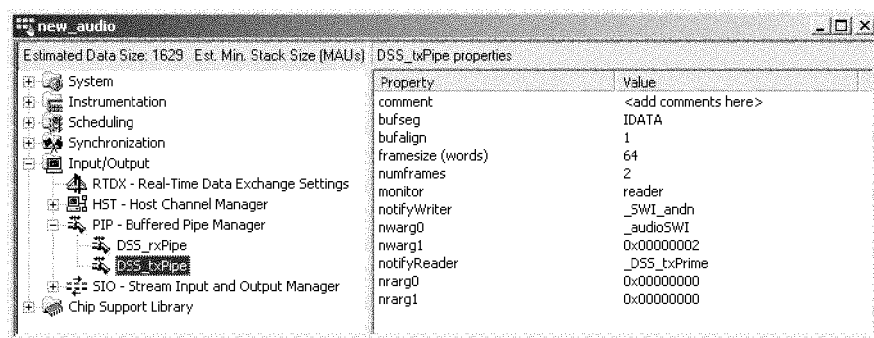 new_audio
Estimated Data Size: 1629 Est. Min. Stack Size (MAUs) DSS_txPipe properties
System
Instrumentation
Scheduling
Synchronization
Input/Output
RTDX - Real-Time Data Exchange Settings
HST - Host Channel Manager
PIP - Buffered Pipe Manager
DSS_rxPipe
DSS_txPipe
SIO - Stream Input and Output Manager
Chip Support Library
Property Value
comment <add comments here>
bufseg IDATA
bufalign 1
framesize (words) 64
numframes 2
monitor reader
notifyWriter _SWI_andn
nwarg0 _audioSWI
nwarg1 0x00000002
notifyReader _DSS_txPrime
nrarg0 0x00000000
nrarg1 0x00000000